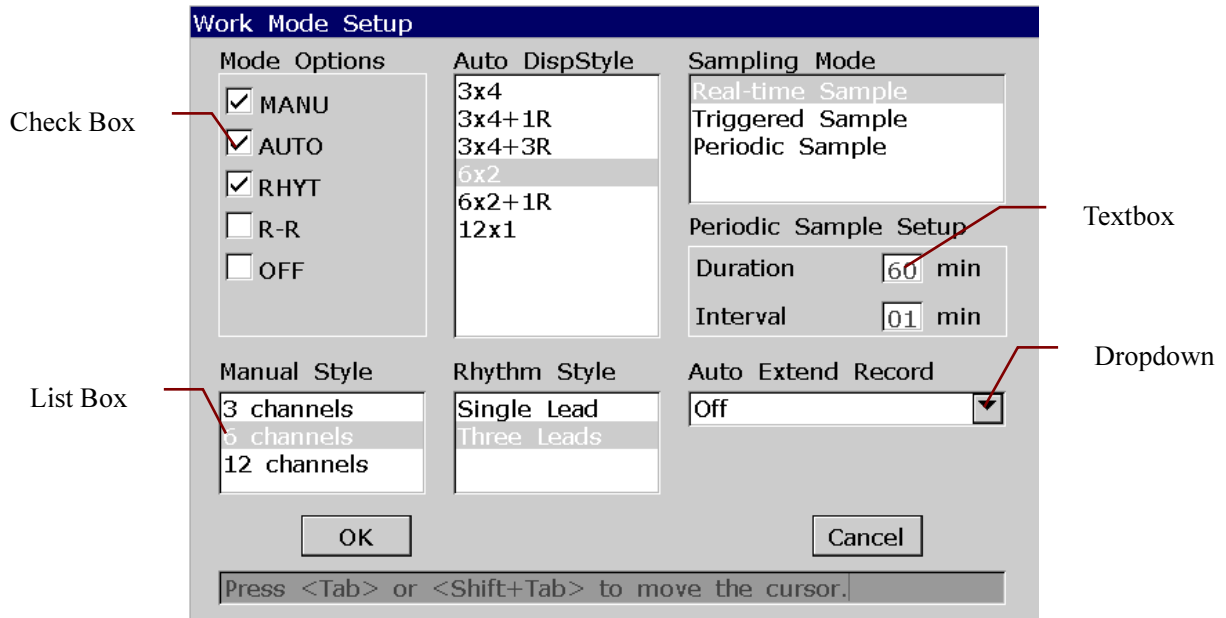 Work Mode Setup
Mode Options
MANU
AUTO
RHYT
R-R
OFF
Auto DispStyle
3x4
3x4+1R
3x4+3R
6x2
6x2+1R
12x1
Sampling Mode
Real-time Sample
Triggered Sample
Periodic Sample
Periodic Sample Setup
Duration 60 min
Interval 01 min
Manual Style
3 channels
6 channels
12 channels
Rhythm Style
Single Lead
Three Leads
Auto Extend Record
Off
OK
Cancel
Press <Tab> or <Shift+Tab> to move the cursor.
Check Box
List Box
Textbox
Dropdown